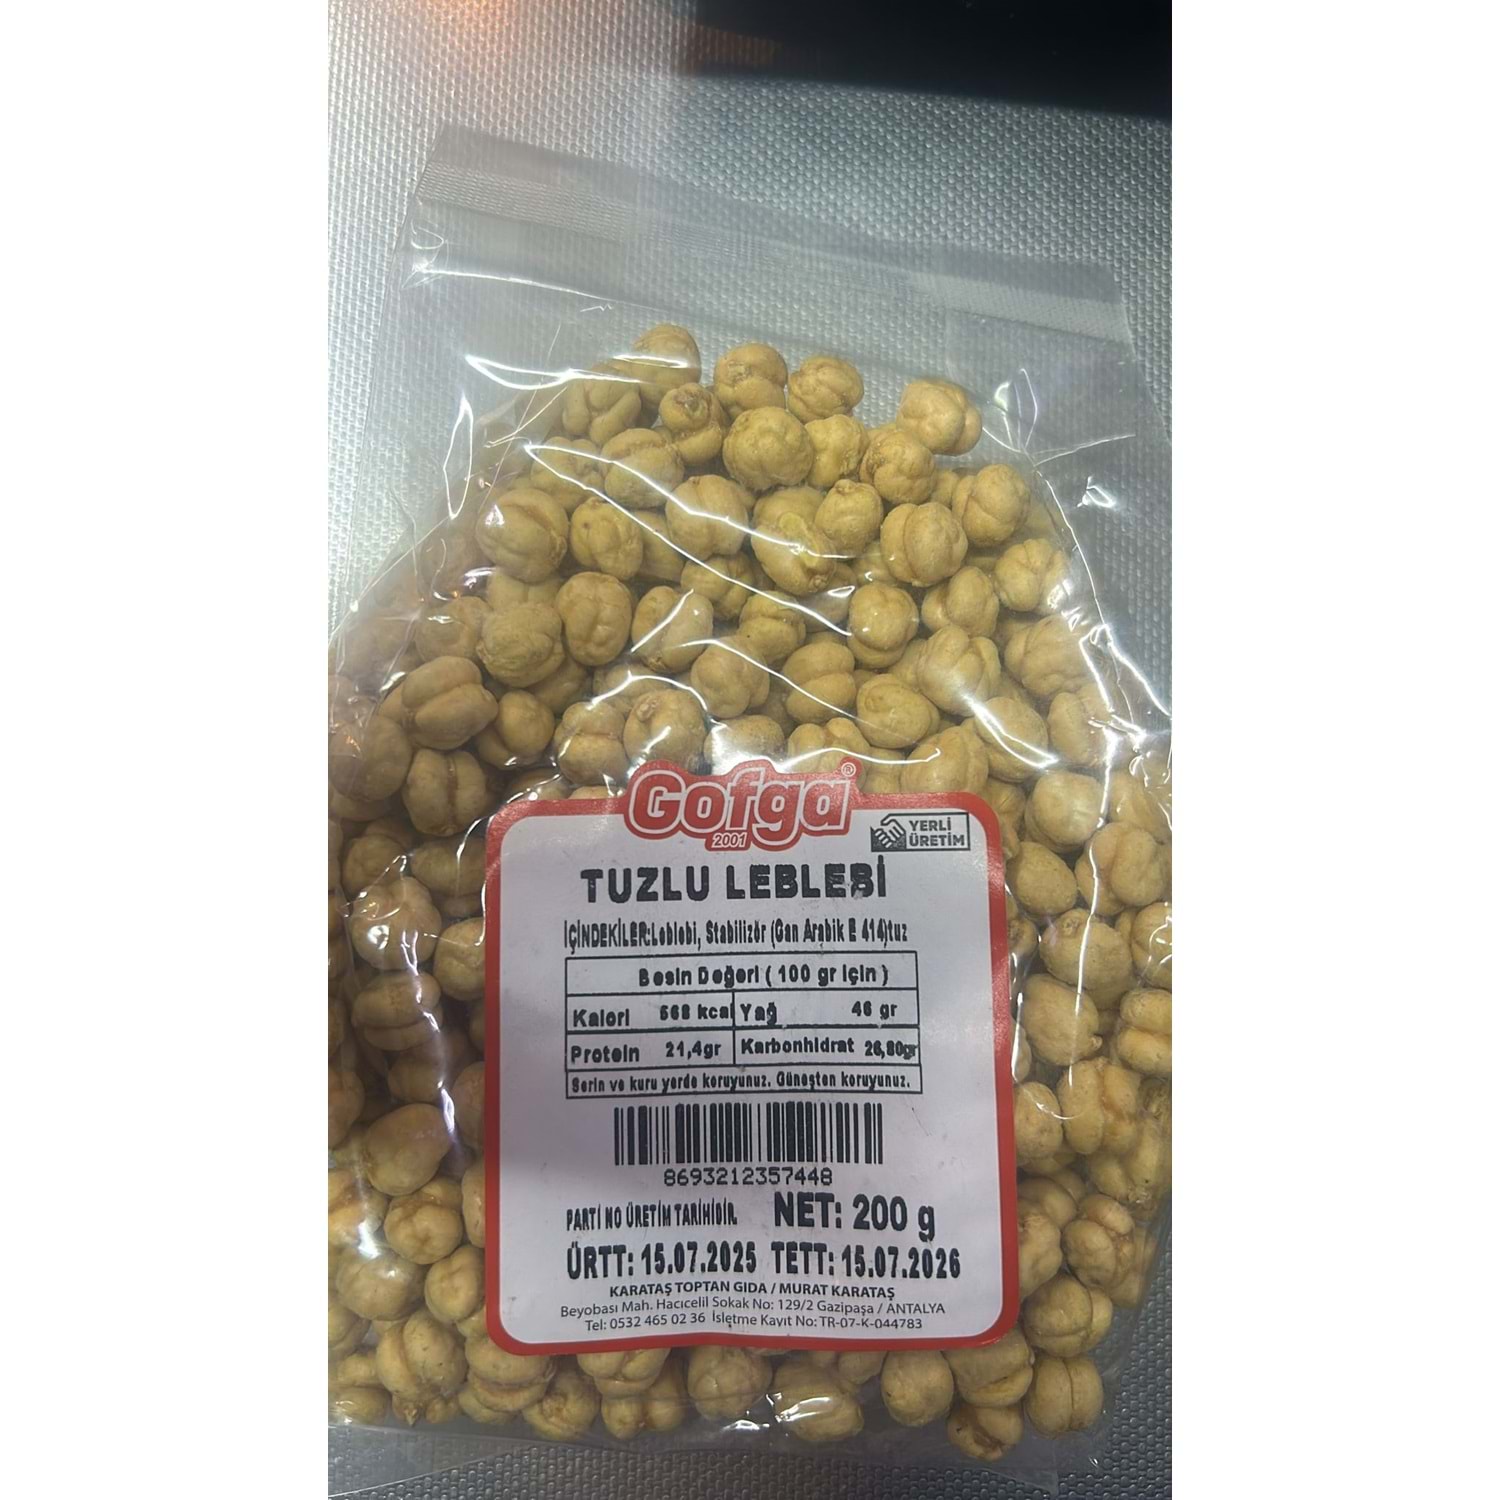 Gofga®
2001
YERLİ
ÜRETİM
TUZLU LEBLEBİ
İÇİNDEKİLER:Leblebi, Stabilizör (Gan Arabik E 414)tuz
Besin Değeri ( 100 gr için )
Kalori 568 kcal Yağ 46 gr
Protein 21,4gr Karbonhidrat 26,80gr
Serin ve kuru yerde koruyunuz. Güneşten koruyunuz.
8693212357448
PARTİ NO ÜRETİM TARİHİDİR. NET: 200 g
ÜRTT: 15.07.2025 TETT: 15.07.2026
KARATAŞ TOPTAN GIDA / MURAT KARATAŞ
Beyobası Mah. Hacıcelil Sokak No: 129/2 Gazipaşa / ANTALYA
Tel: 0532 465 02 36 İşletme Kayıt No: TR-07-K-044783